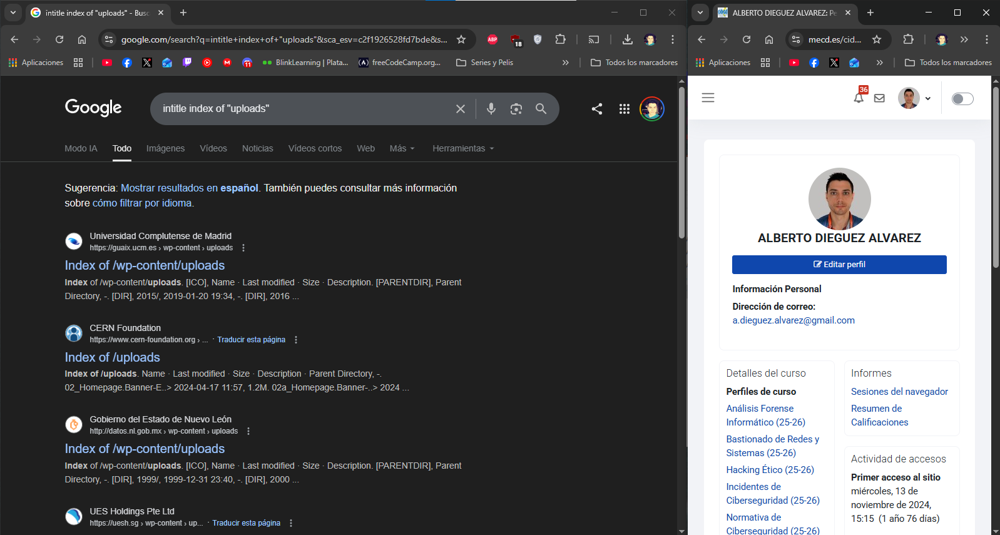 intitle index of "uploads" - Busc
google.com/search?q=intitle+index+of+"uploads"&sca_esv=c2f1926528fd7bde&s...
ABP
18
Aplicaciones
BlinkLearning | Plata...
freeCodeCamp.org...
Series y Pelis
»
Todos los marcadores
Google
intitle index of "uploads"
Modo IA
Todo
Imágenes
Vídeos
Noticias
Vídeos cortos
Web
Más
Herramientas
Sugerencia: Mostrar resultados en español. También puedes consultar más información
sobre cómo filtrar por idioma.
Universidad Complutense de Madrid
https://guaix.ucm.es › wp-content › uploads
Index of /wp-content/uploads
Index of /wp-content/uploads. [ICO], Name · Last modified · Size · Description. [PARENTDIR], Parent
Directory, -. [DIR], 2015/, 2019-01-20 19:34, -. [DIR], 2016 ...
CERN Foundation
https://www.cern-foundation.org › ... · Traducir esta página
Index of /uploads
Index of /uploads. Name · Last modified · Size · Description · Parent Directory, -.
02_Homepage.Banner-E..> 2024-04-17 11:57, 1.2M. 02a_Homepage.Banner-..> 2024 ...
Gobierno del Estado de Nuevo León
http://datos.nl.gob.mx › wp-content › uploads
Index of /wp-content/uploads
Index of /wp-content/uploads. [ICO], Name · Last modified · Size · Description. [PARENTDIR], Parent
Directory, -. [DIR], 1999/, 1999-12-31 23:40, -. [DIR], 2000 ...
UES Holdings Pte Ltd
https://uesh.sg › wp-content › up... · Traducir esta página
ALBERTO DIEGUEZ ALVAREZ: Pe
mecd.es/cid...
»
Aplicaciones
»
Todos los marcadores
36
ALBERTO DIEGUEZ ALVAREZ
Editar perfil
Información Personal
Dirección de correo:
a.dieguez.alvarez@gmail.com
Detalles del curso
Perfiles de curso
Análisis Forense
Informático (25-26)
Bastionado de Redes y
Sistemas (25-26)
Hacking Ético (25-26)
Incidentes de
Ciberseguridad (25-26)
Normativa de
Ciberseguridad (25-26)
Informes
Sesiones del navegador
Resumen de
Calificaciones
Actividad de accesos
Primer acceso al sitio
miércoles, 13 de
noviembre de 2024,
15:15 (1 año 76 días)